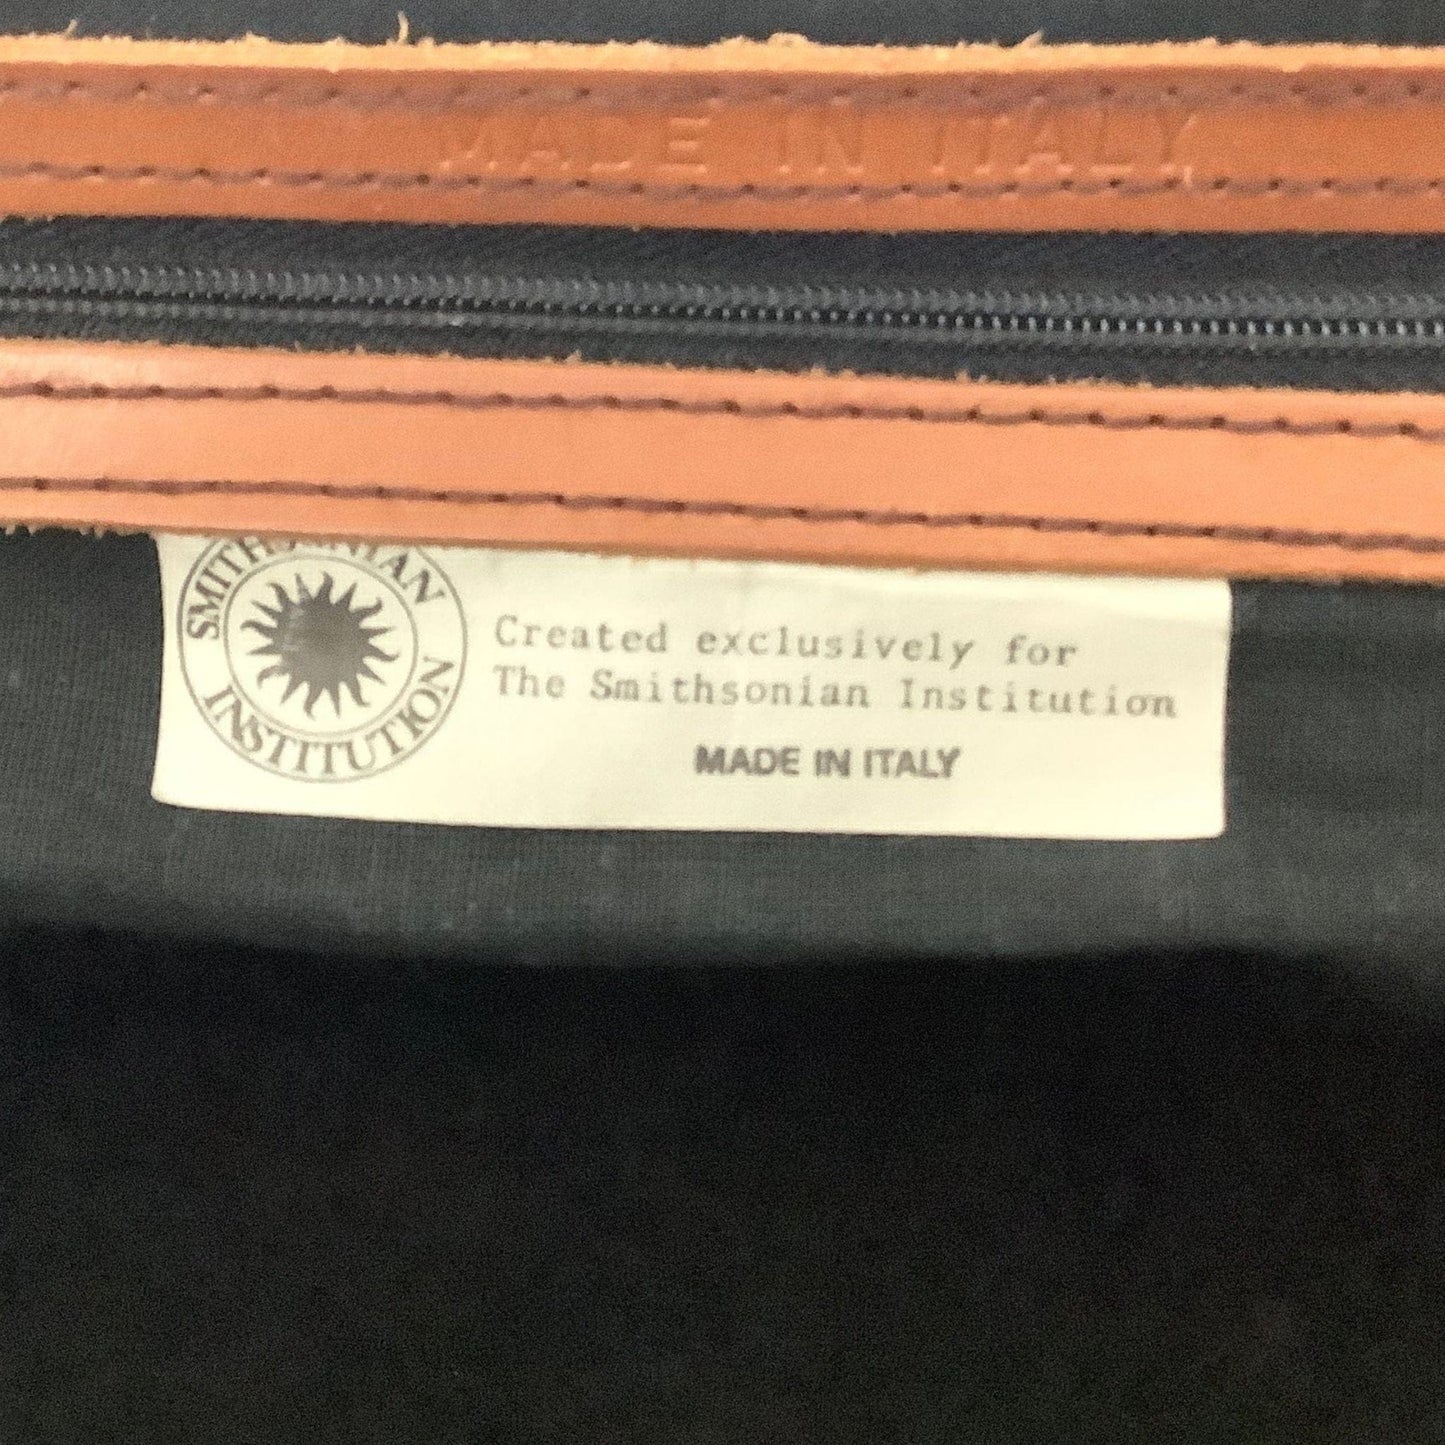 MADE IN ITALY
SMITHSONIAN
INSTITUTION
Created exclusively for
The Smithsonian Institution
MADE IN ITALY